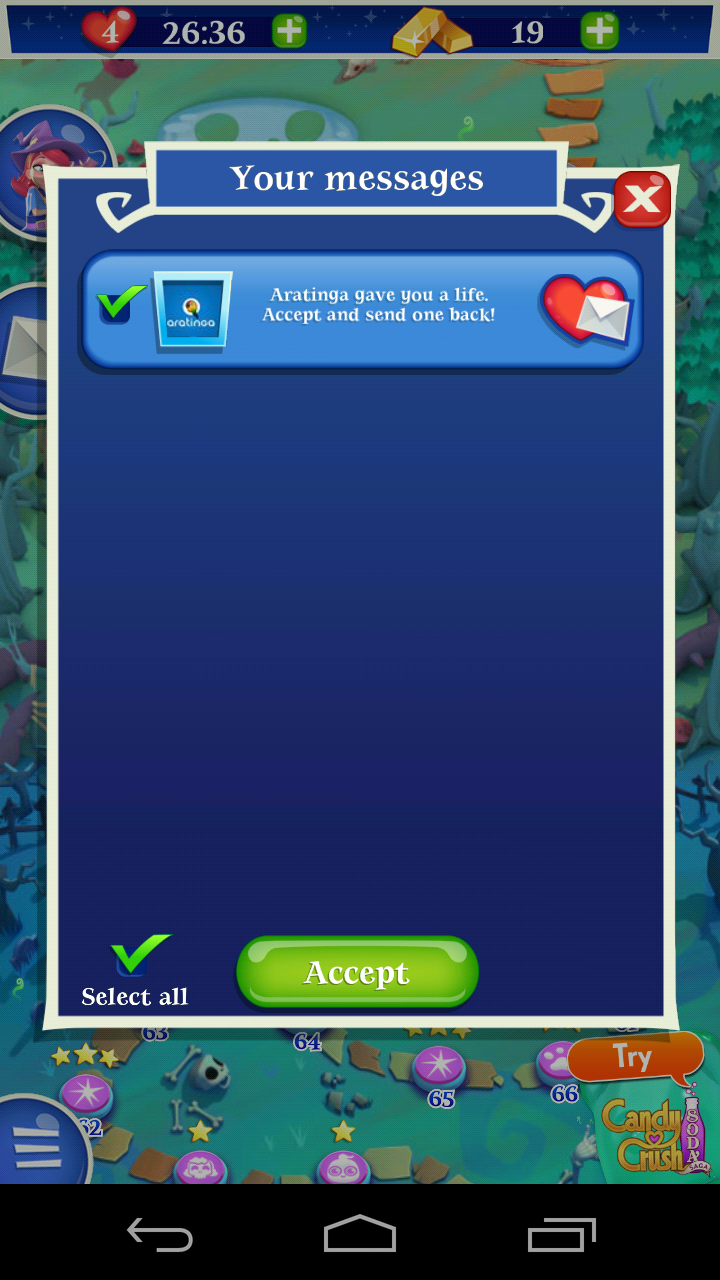 4
26:36
19
Your messages
aratinga
Aratinga gave you a life.
Accept and send one back!
Select all
Accept
63
64
65
66
62
Try
Candy
Crush
SODA
SAGA